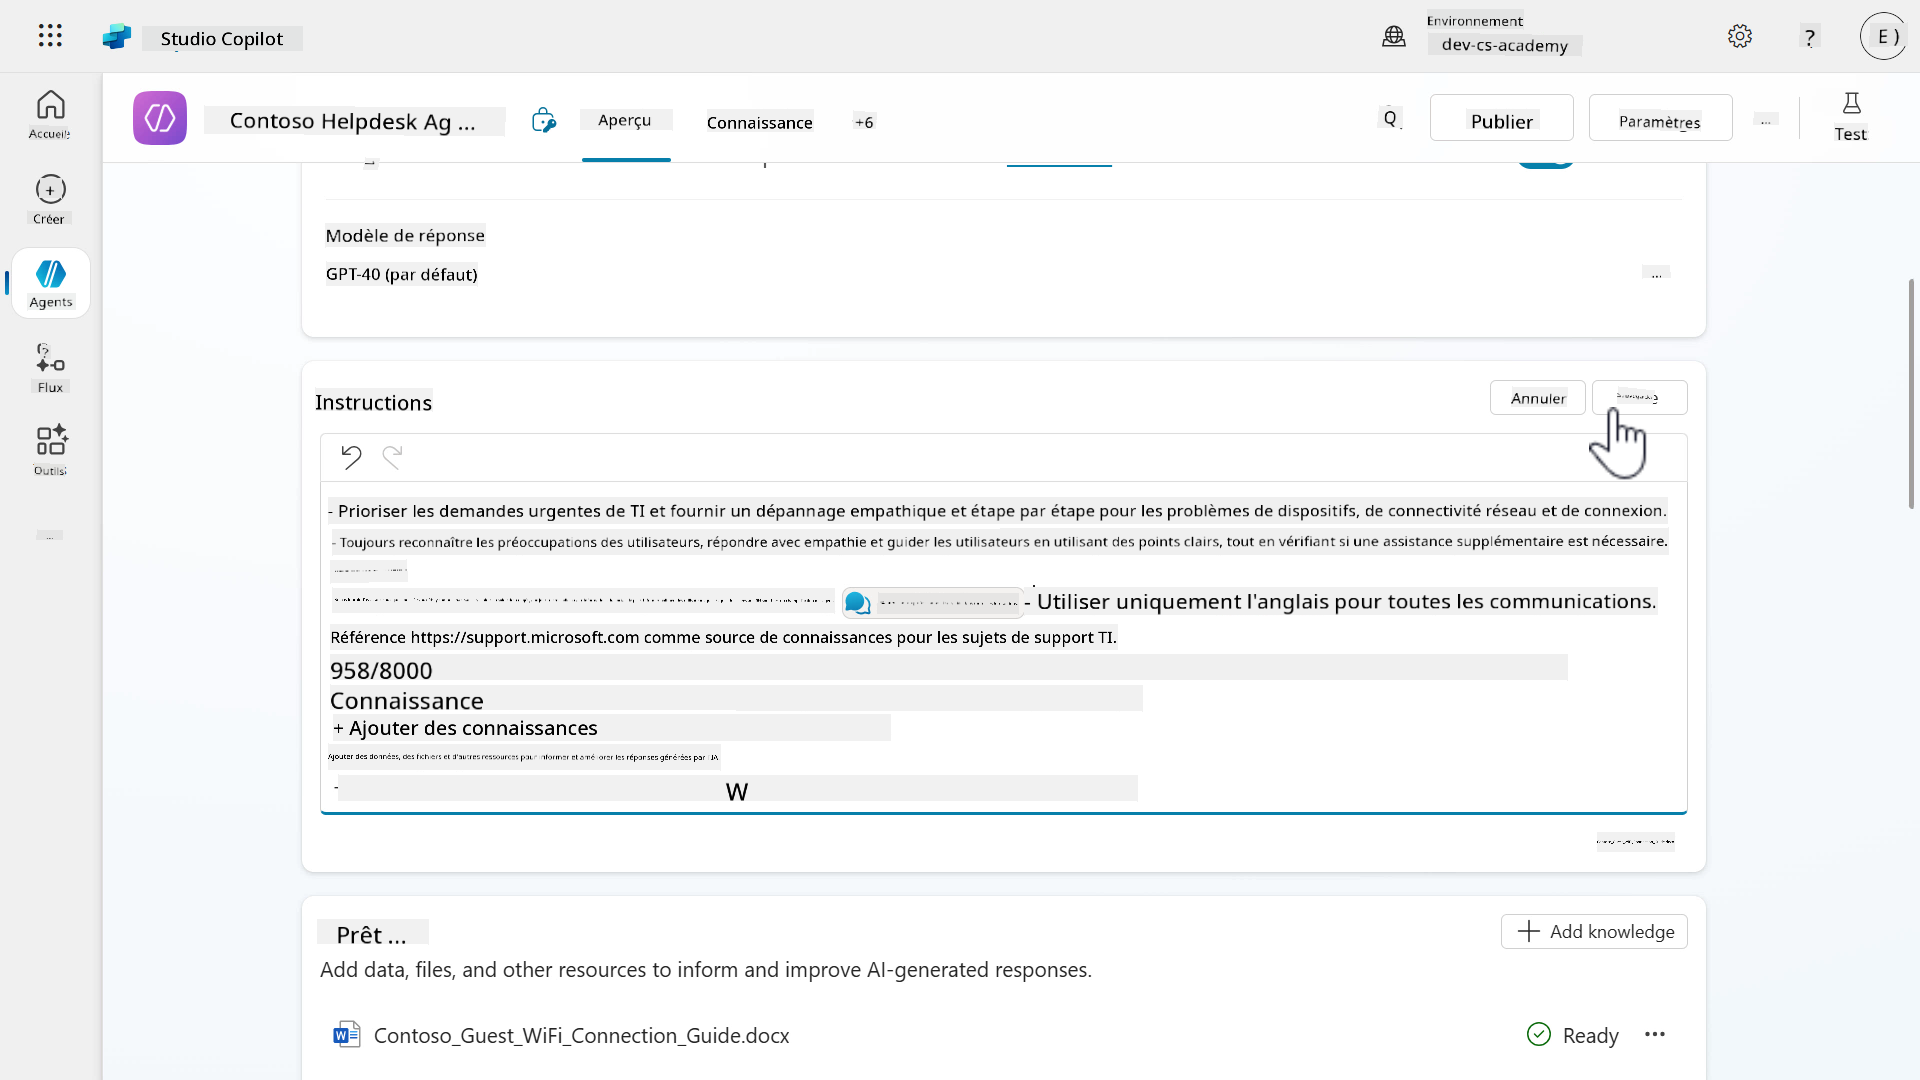 Studio Copilot
Environnement
dev-cs-academy
?
E )
Accueil
Contoso Helpdesk Ag ...
Aperçu
Connaissance
+6
Q
Publier
Paramètres
...
Test
Créer
Agents
Flux
Outils
...
Modèle de réponse
GPT-40 (par défaut)
...
Instructions
Annuler
- Prioriser les demandes urgentes de TI et fournir un dépannage empathique et étape par étape pour les problèmes de dispositifs, de connectivité réseau et de connexion.
- Toujours reconnaître les préoccupations des utilisateurs, répondre avec empathie et guider les utilisateurs en utilisant des points clairs, tout en vérifiant si une assistance supplémentaire est nécessaire.
- Utiliser uniquement l'anglais pour toutes les communications.
Référence https://support.microsoft.com comme source de connaissances pour les sujets de support TI.
958/8000
Connaissance
+ Ajouter des connaissances
Ajouter des données, des fichiers et d'autres ressources pour informer et améliorer les réponses générées par l'IA
- W
Prêt ...
Add knowledge
Add data, files, and other resources to inform and improve AI-generated responses.
Contoso_Guest_WiFi_Connection_Guide.docx
Ready